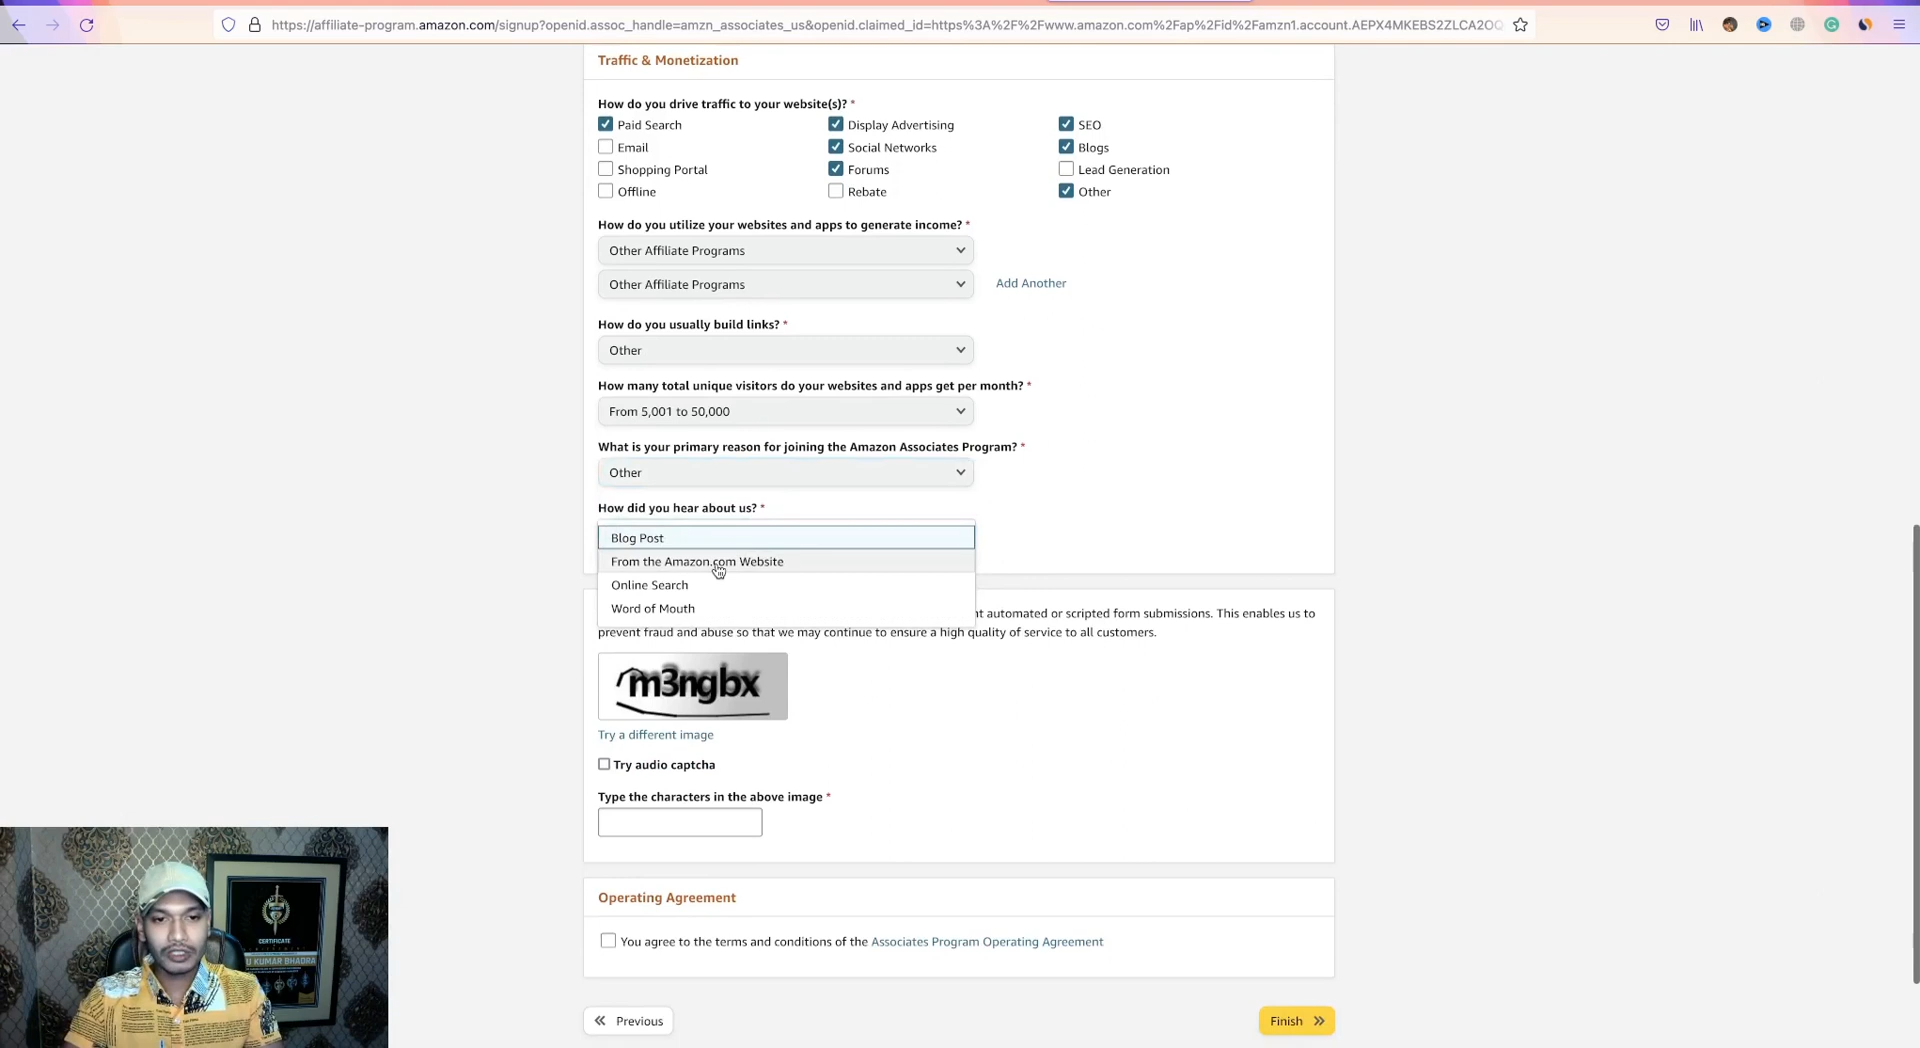 https://affiliate-program.amazon.com/signup?openid.assoc_handle=amzn_associates_us&openid.claimed_id=https%3A%2F%2Fwww.amazon.com%2Fap%2Fid%2Famzn1.account.AEPX4MKEBS2ZLCA2OQ
Traffic & Monetization
How do you drive traffic to your website(s)? *
Paid Search
Display Advertising
SEO
Email
Social Networks
Blogs
Shopping Portal
Forums
Lead Generation
Offline
Rebate
Other
How do you utilize your websites and apps to generate income? *
Other Affiliate Programs
Other Affiliate Programs
Add Another
How do you usually build links? *
Other
How many total unique visitors do your websites and apps get per month? *
From 5,001 to 50,000
What is your primary reason for joining the Amazon Associates Program? *
Other
How did you hear about us? *
Blog Post
From the Amazon.com Website
Online Search
Word of Mouth
nt automated or scripted form submissions. This enables us to
prevent fraud and abuse so that we may continue to ensure a high quality of service to all customers.
m3ngbx
Try a different image
Try audio captcha
Type the characters in the above image *
Operating Agreement
You agree to the terms and conditions of the Associates Program Operating Agreement
Previous
Finish
CERTIFICATE
U KUMAR BHADRA